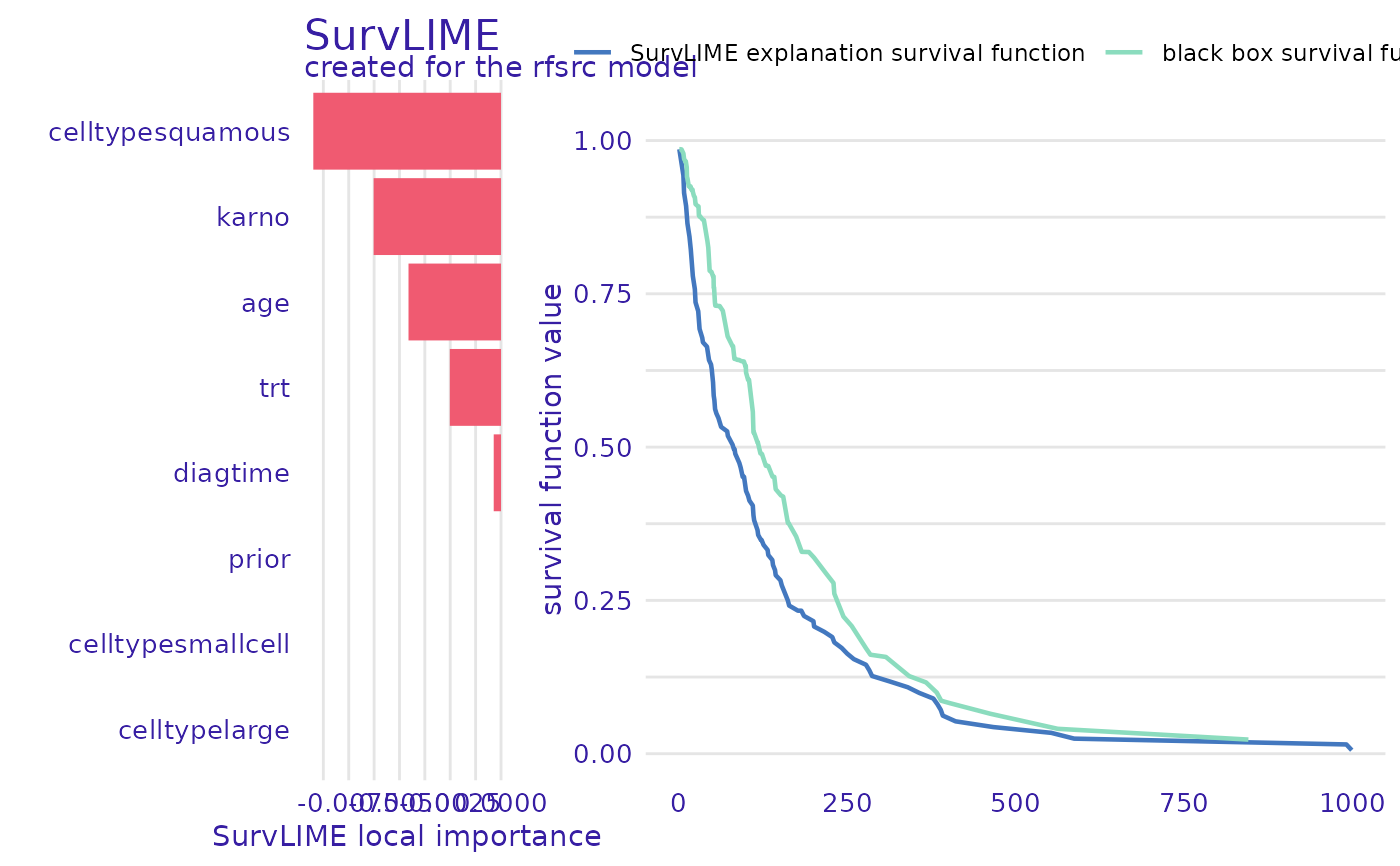 SurvLIME
created for the rfsrc model
SurvLIME explanation survival function
black box survival fu
celltypesquamous
karno
age
trt
diagtime
prior
celltypesmallcell
celltypelarge
SurvLIME local importance
survival function value
1.00
0.75
0.50
0.25
0.00
0 250 500 750 1000